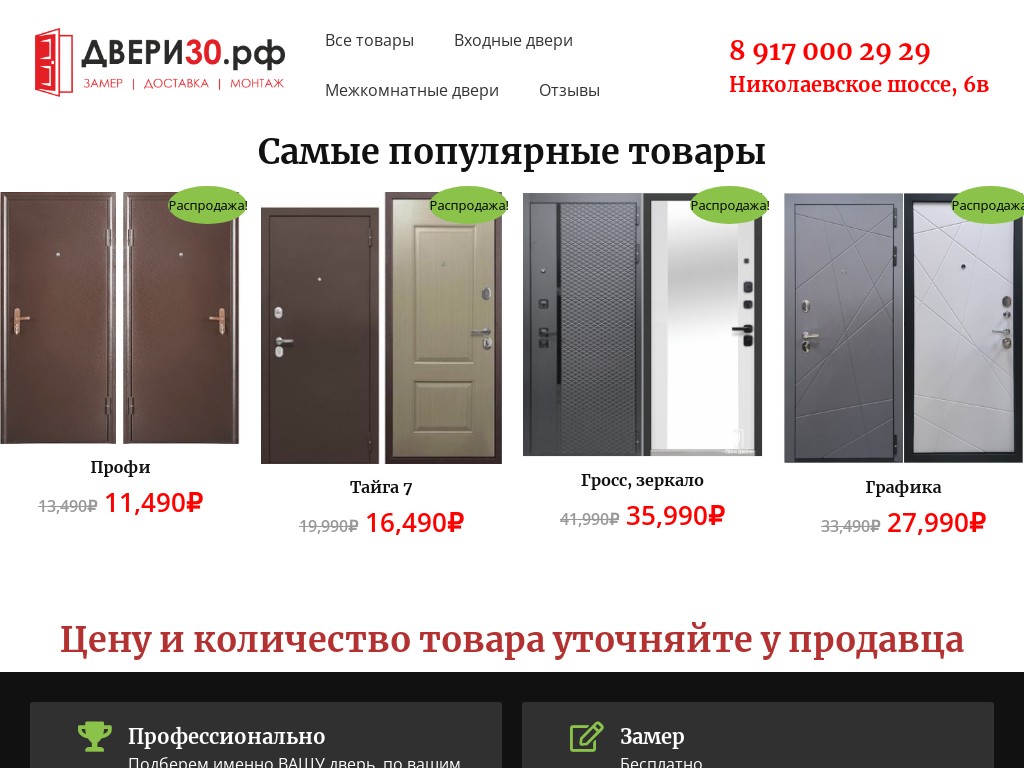 ДВЕРИ30.рф
ЗАМЕР | ДОСТАВКА | МОНТАЖ
Все товары
Входные двери
Межкомнатные двери
Отзывы
8 917 000 29 29
Николаевское шоссе, 6в
Самые популярные товары
Распродажа!
Распродажа!
Распродажа!
Распродажа
Профи
13,490₽ 11,490₽
Тайга 7
19,990₽ 16,490₽
Гросс, зеркало
41,990₽ 35,990₽
Графика
33,490₽ 27,990₽
Цену и количество товара уточняйте у продавца
Профессионально
Подберем именно ВАШУ дверь, по вашим
Замер
Бесплатно